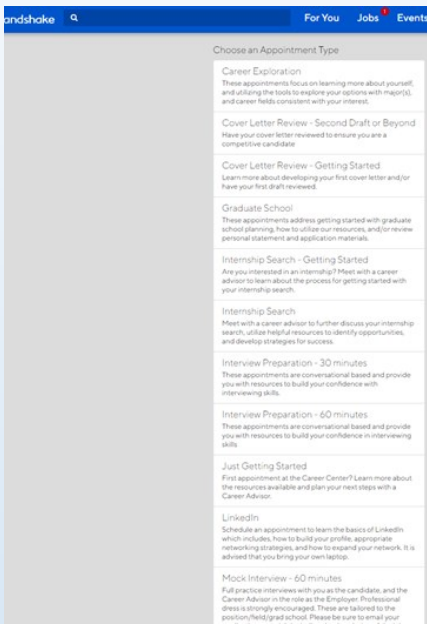 andshake
For You Jobs 1 Events
Choose an Appointment Type
Career Exploration
These appointments focus on learning more about yourself,
and utilizing the tools to explore your options with major(s),
and career fields consistent with your interest.
Cover Letter Review - Second Draft or Beyond
Have your cover letter reviewed to ensure you are a
competitive candidate
Cover Letter Review - Getting Started
Learn more about developing your first cover letter and/or
have your first draft reviewed.
Graduate School
These appointments address getting started with graduate
school planning, how to utilize our resources, and/or review
personal statement and application materials.
Internship Search - Getting Started
Are you interested in an internship? Meet with a career
advisor to learn about the process for getting started with
your internship search.
Internship Search
Meet with a career advisor to further discuss your internship
search, utilize helpful resources to identify opportunities,
and develop strategies for success.
Interview Preparation - 30 minutes
These appointments are conversational based and provide
you with resources to build your confidence with
interviewing skills.
Interview Preparation - 60 minutes
These appointments are conversational based and provide
you with resources to build your confidence in interviewing
skills
Just Getting Started
First appointment at the Career Center? Learn more about
the resources available and plan your next steps with a
Career Advisor.
LinkedIn
Schedule an appointment to learn the basics of LinkedIn
which includes, how to build your profile, appropriate
networking strategies, and how to expand your network. It is
advised that you bring your own laptop.
Mock Interview - 60 minutes
Full practice interviews with you as the candidate, and the
Career Advisor in the role as the Employer. Professional
dress is strongly encouraged. These are tailored to the
position/field/grad school. Please be sure to email your